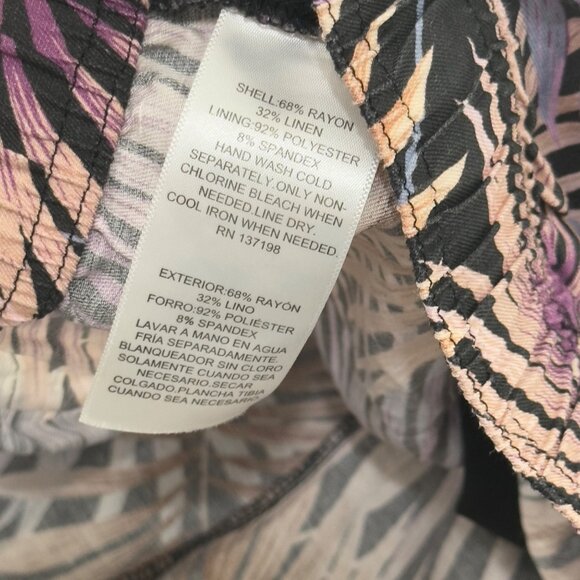 SHELL:68% RAYON
32% LINEN
LINING:92% POLYESTER
8% SPANDEX
HAND WASH COLD
SEPARATELY.ONLY NON-
CHLORINE BLEACH WHEN
NEEDED.LINE DRY.
COOL IRON WHEN NEEDED.
RN 137198
EXTERIOR:68% RAYÓN
32% LINO
FORRO:92% POLIESTER
8% SPANDEX
LAVAR A MANO EN AGUA
FRÍA SEPARADAMENTE.
BLANQUEADOR SIN CLORO
SOLAMENTE CUANDO SEA
NECESARIO.SECAR
COLGADO.PLANCHA TIBIA
CUANDO SEA NECESARIO.